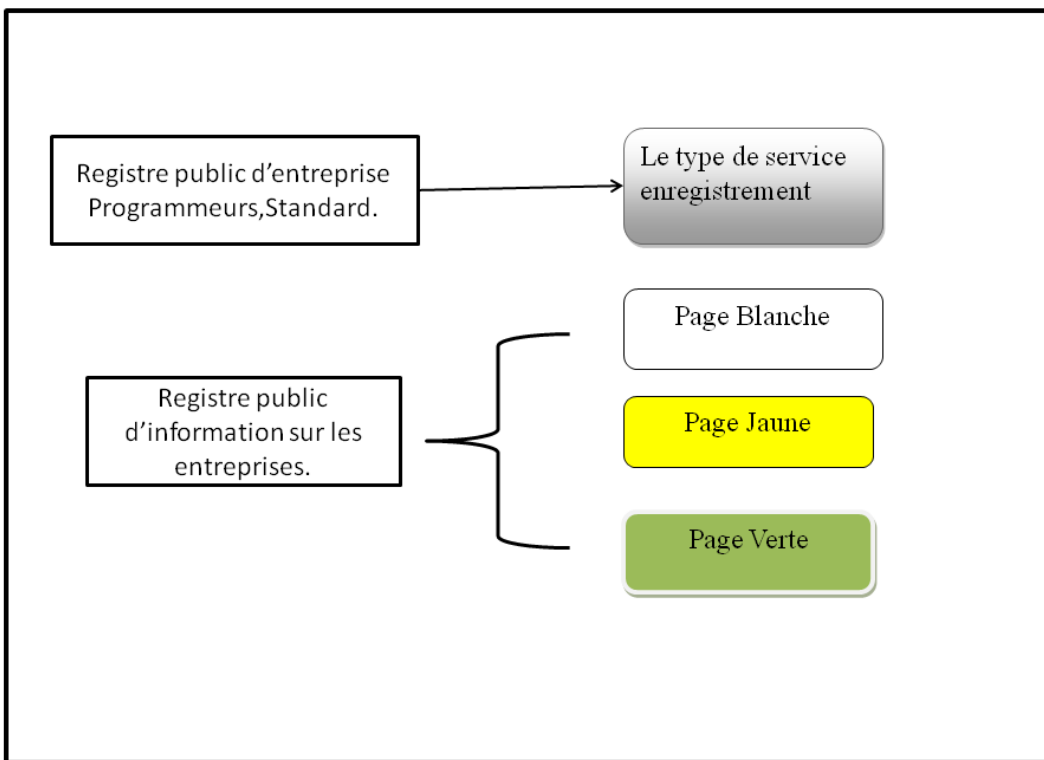 Registre public d'entreprise
Programmeurs,Standard.
Le type de service
enregistrement
Registre public
d'information sur les
entreprises.
Page Blanche
Page Jaune
Page Verte